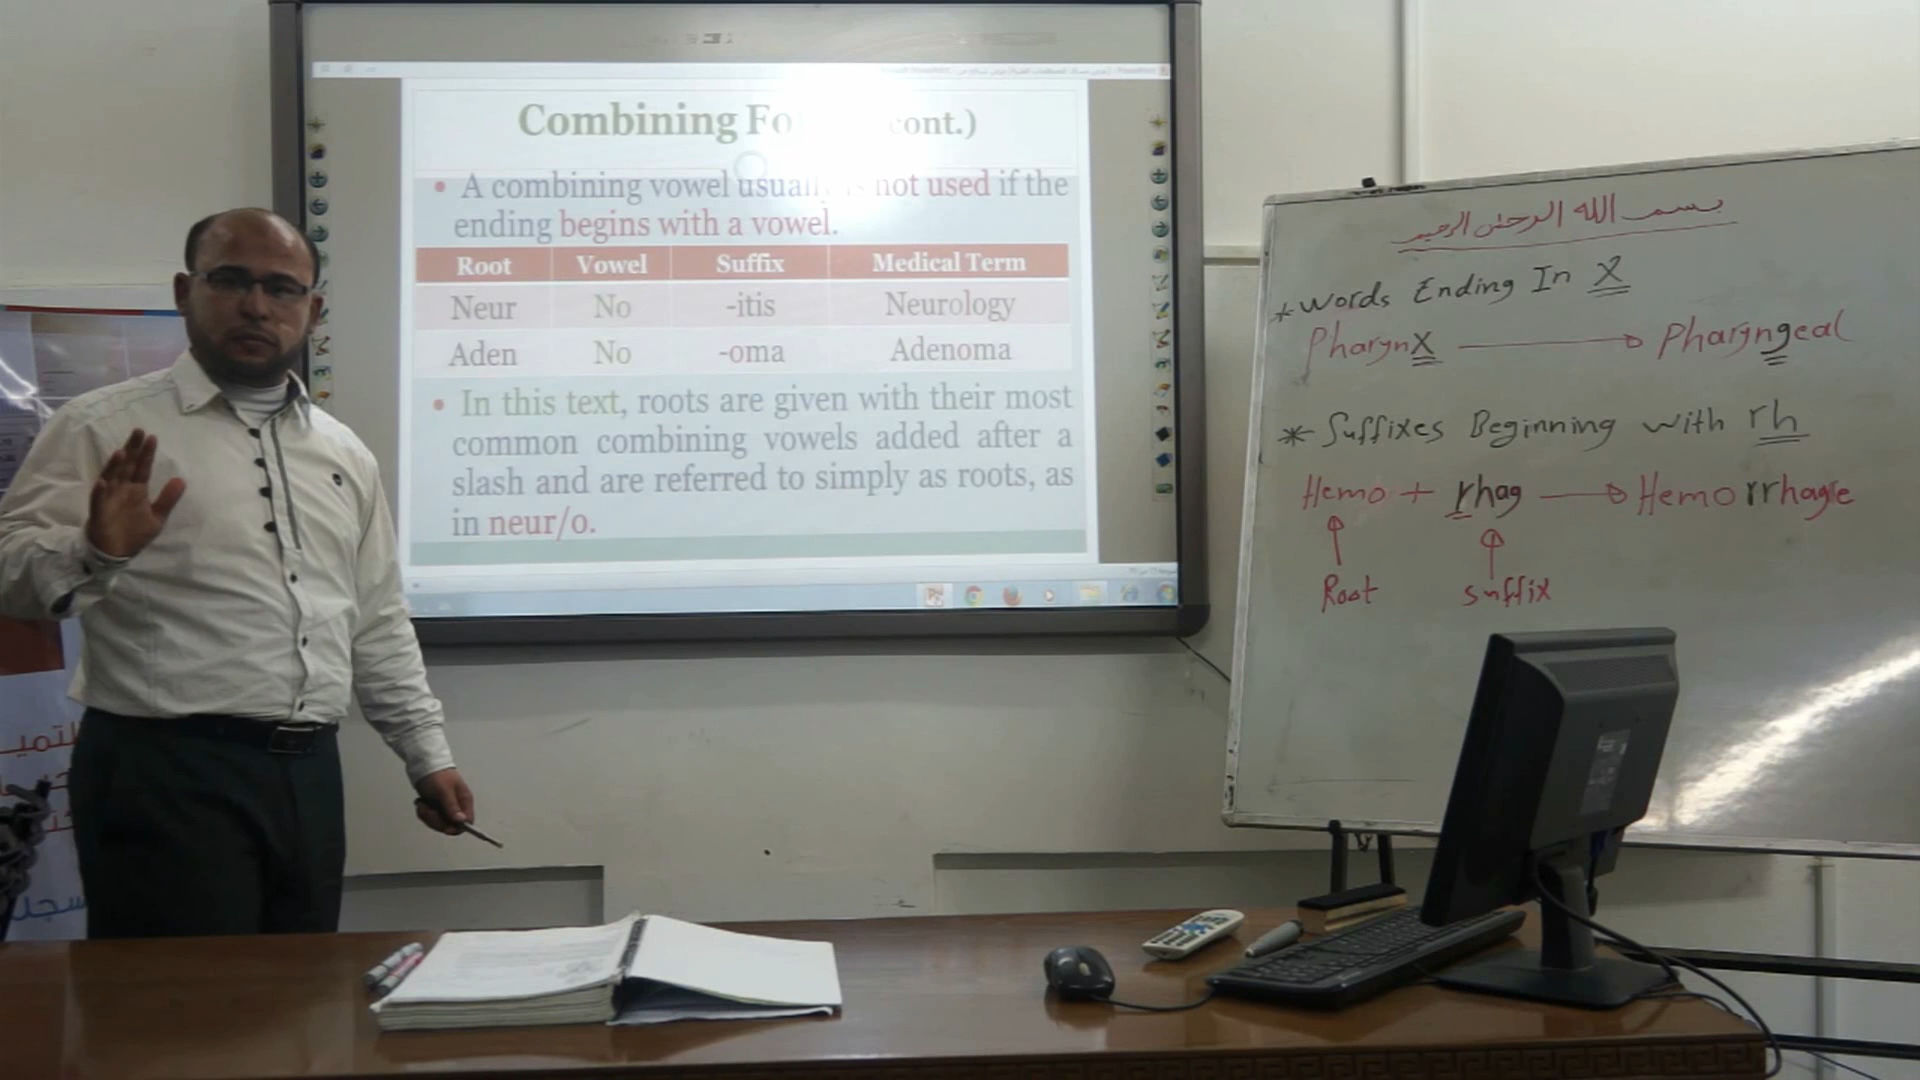 Combining Fo cont.)
• A combining vowel usually is not used if the
ending begins with a vowel.
Root Vowel Suffix Medical Term
Neur No -itis Neurology
Aden No -oma Adenoma
• In this text, roots are given with their most
common combining vowels added after a
slash and are referred to simply as roots, as
in neur/o.
بسم الله الرحمن الرحيم
* Words Ending In X
Pharynx → Pharyngeal
* Suffixes Beginning with rh
Hemo + rhag → Hemorrhage
Root suffix